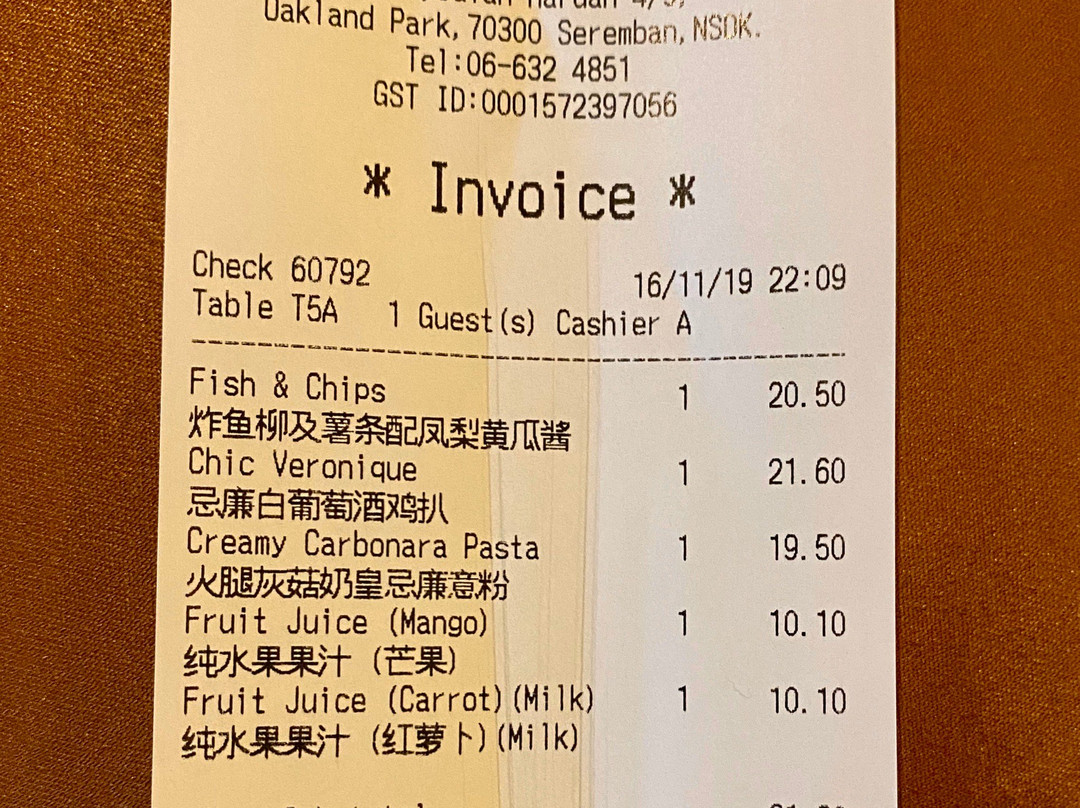 Oakland Park, 70300 Seremban, NSDK.
Tel:06-632 4851
GST ID:0001572397056
* Invoice *
Check 60792 16/11/19 22:09
Table T5A 1 Guest(s) Cashier A
Fish & Chips 1 20.50
炸鱼柳及薯条配凤梨黄瓜酱
Chic Veronique 1 21.60
忌廉白葡萄酒鸡扒
Creamy Carbonara Pasta 1 19.50
火腿灰菇奶皇忌廉意粉
Fruit Juice (Mango) 1 10.10
纯水果果汁 (芒果)
Fruit Juice (Carrot)(Milk) 1 10.10
纯水果果汁 (红萝卜)(Milk)